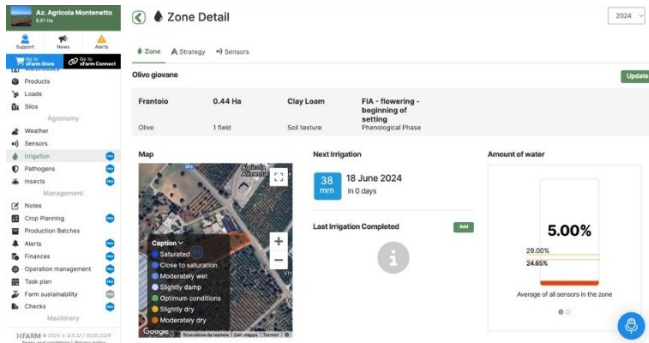 Az. Agricola Montenetto
6,81 Ha
Support
News
Alerts
Go to xFarm Store
Go to xFarm Connect
Products
Loads
Silos
Agronomy
Weather
Sensors
Irrigation
Pathogens
Insects
Management
Notes
Crop Planning
Production Batches
Alerts
Finances
Operation management
Task plan
Farm sustainability
Checks
Machinery
Zone Detail
2024
Zone
Strategy
Sensors
Olivo giovane
Update
Frantoio
0.44 Ha
Clay Loam
FIA - flowering - beginning of setting
Olivo
1 field
Soil texture
Phenological Phase
Map
Next Irrigation
Amount of water
38 mm
18 June 2024
In 0 days
Last Irrigation Completed
Add
5.00%
29.00%
24.65%
Average of all sensors in the zone
Caption
Saturated
Close to saturation
Moderately wet
Slightly damp
Optimum conditions
Slightly dry
Moderately dry
Google